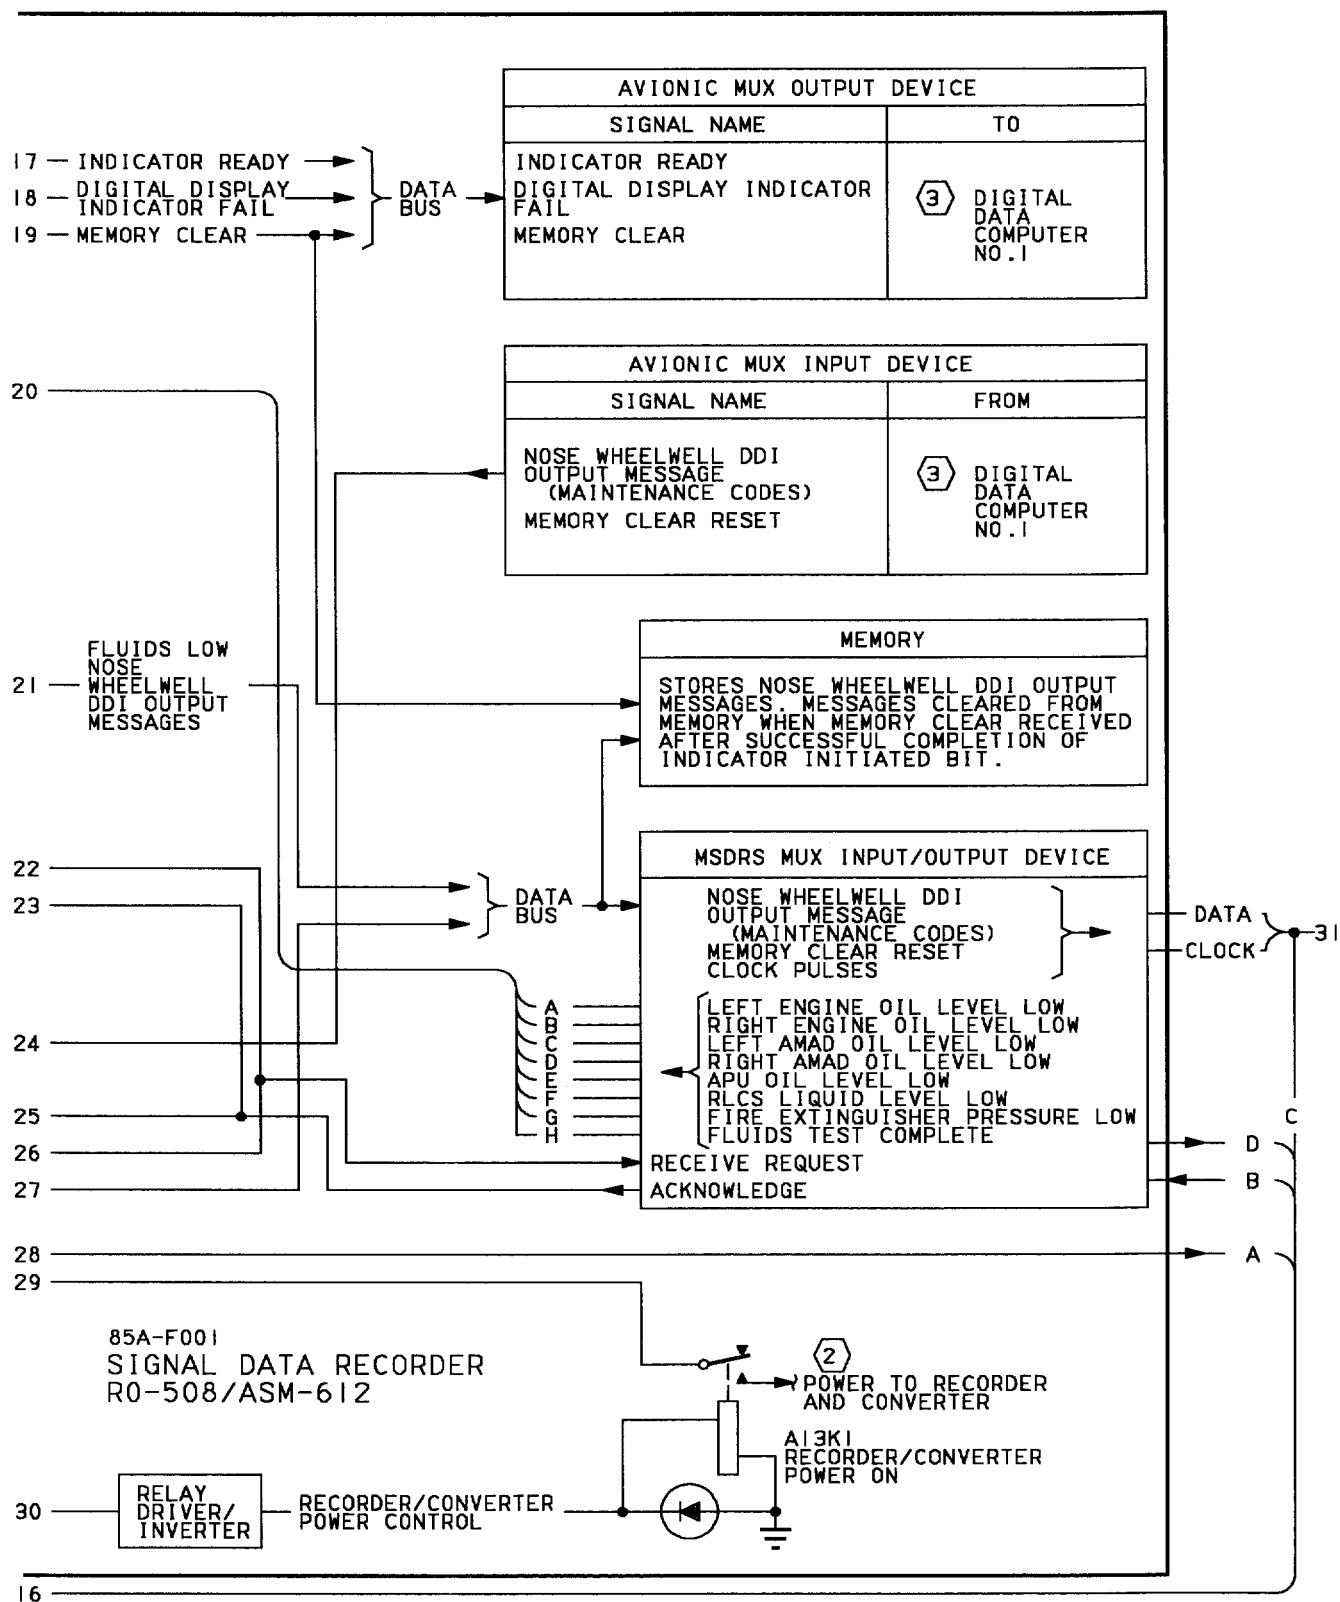 AVIONIC MUX OUTPUT DEVICE
SIGNAL NAME
TO
17 INDICATOR READY
18 DIGITAL DISPLAY
INDICATOR FAIL
19 MEMORY CLEAR
DATA
BUS
INDICATOR READY
DIGITAL DISPLAY INDICATOR
FAIL
MEMORY CLEAR
3 DIGITAL
DATA
COMPUTER
NO.1
AVIONIC MUX INPUT DEVICE
SIGNAL NAME
FROM
20
NOSE WHEELWELL DDI
OUTPUT MESSAGE
(MAINTENANCE CODES)
MEMORY CLEAR RESET
3 DIGITAL
DATA
COMPUTER
NO.1
21
FLUIDS LOW
NOSE
WHEELWELL
DDI OUTPUT
MESSAGES
MEMORY
STORES NOSE WHEELWELL DDI OUTPUT
MESSAGES. MESSAGES CLEARED FROM
MEMORY WHEN MEMORY CLEAR RECEIVED
AFTER SUCCESSFUL COMPLETION OF
INDICATOR INITIATED BIT.
22
23
DATA
BUS
MSDRS MUX INPUT/OUTPUT DEVICE
NOSE WHEELWELL DDI
OUTPUT MESSAGE
(MAINTENANCE CODES)
MEMORY CLEAR RESET
CLOCK PULSES
DATA
CLOCK
31
24
25
26
27
A
B
C
D
E
F
G
H
LEFT ENGINE OIL LEVEL LOW
RIGHT ENGINE OIL LEVEL LOW
LEFT AMAD OIL LEVEL LOW
RIGHT AMAD OIL LEVEL LOW
APU OIL LEVEL LOW
RLCS LIQUID LEVEL LOW
FIRE EXTINGUISHER PRESSURE LOW
FLUIDS TEST COMPLETE
RECEIVE REQUEST
ACKNOWLEDGE
C
D
B
28
A
29
85A-F001
SIGNAL DATA RECORDER
RO-508/ASM-612
2
POWER TO RECORDER
AND CONVERTER
A13K1
RECORDER/CONVERTER
POWER ON
30
RELAY
DRIVER/
INVERTER
RECORDER/CONVERTER
POWER CONTROL
16